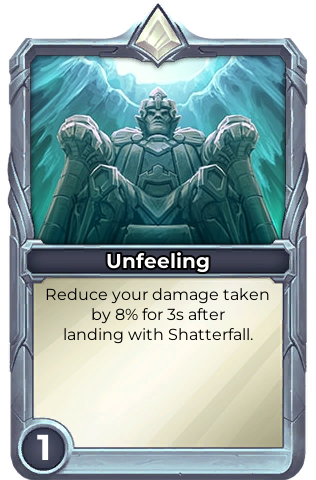 Unfeeling
Reduce your damage taken
by 8% for 3s after
landing with Shatterfall.
1